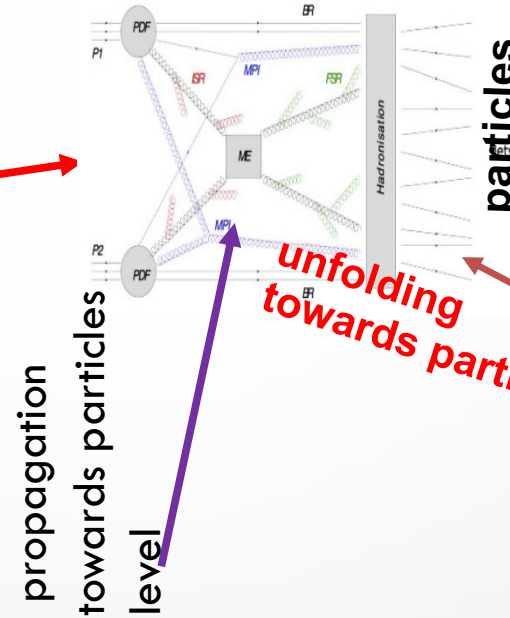 BR
PDF
P1
ISR
MPI
FSR
ME
Hadronisation
particles
MPI
P2
PDF
BR
unfolding
towards parti
propagation
towards particles
level